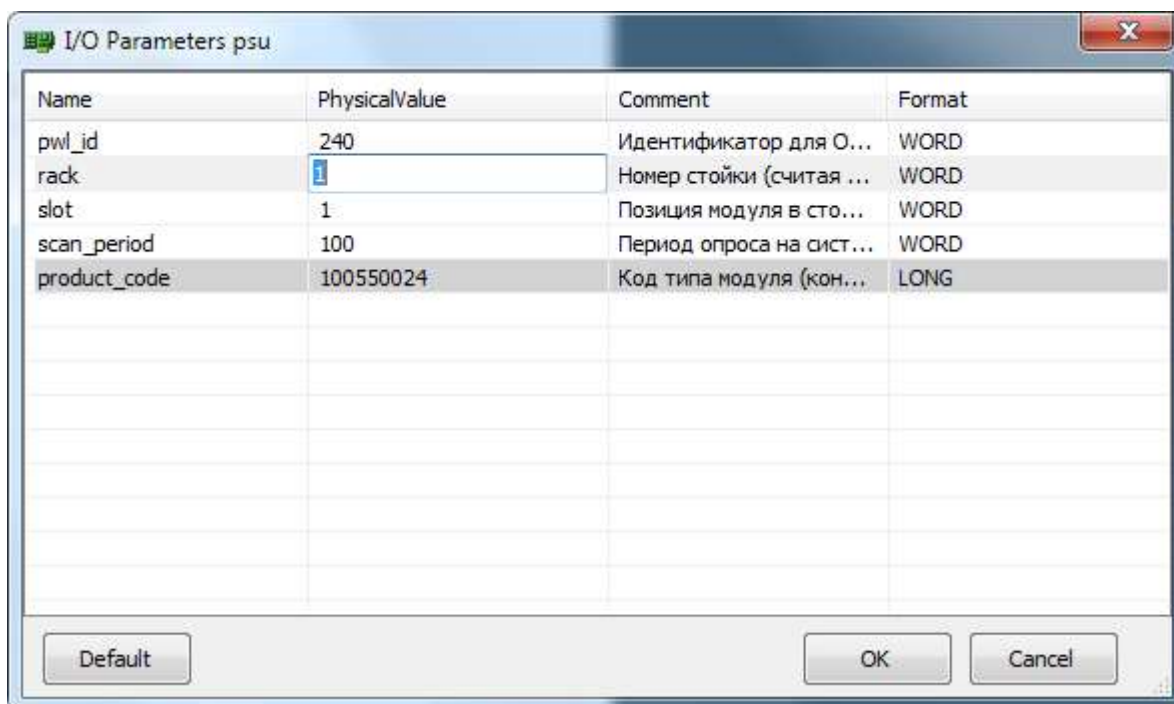 I/O Parameters psu
Name PhysicalValue Comment Format
pwl_id 240 Идентификатор для О... WORD
rack 1 Номер стойки (считая ... WORD
slot 1 Позиция модуля в сто... WORD
scan_period 100 Период опроса на сист... WORD
product_code 100550024 Код типа модуля (кон... LONG
Default OK Cancel